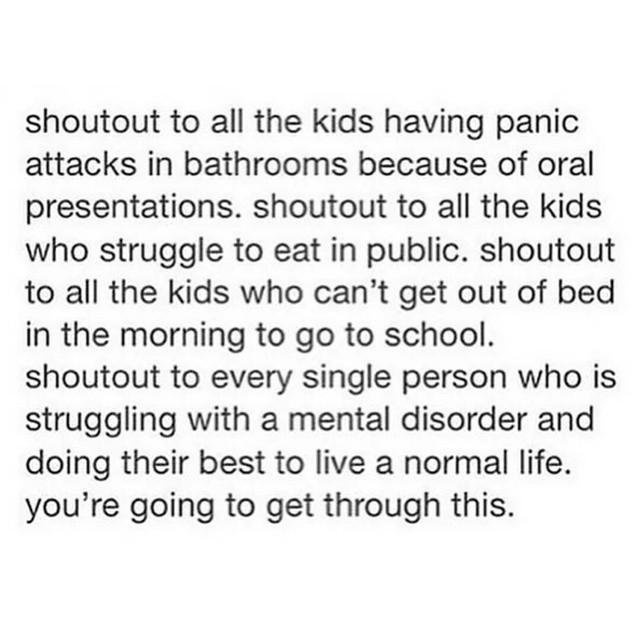 shoutout to all the kids having panic
attacks in bathrooms because of oral
presentations. shoutout to all the kids
who struggle to eat in public. shoutout
to all the kids who can't get out of bed
in the morning to go to school.
shoutout to every single person who is
struggling with a mental disorder and
doing their best to live a normal life.
you're going to get through this.